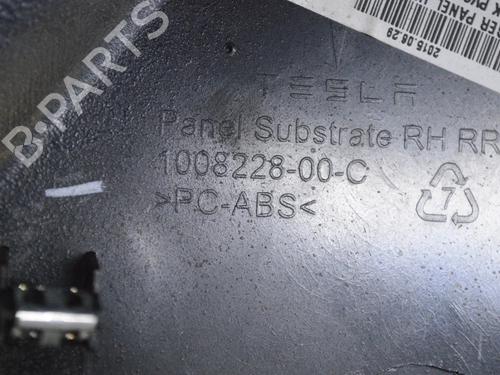 B-PARTS
2016.08.29
TESLA
Panel Substrate RH RR
1008228-00-C
>PC-ABS<
7